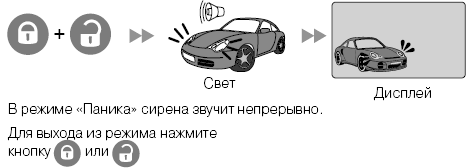 +
Свет
Дисплей
В режиме «Паника» сирена звучит непрерывно.
Для выхода из режима нажмите
кнопку или